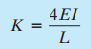 K = 4EI / L